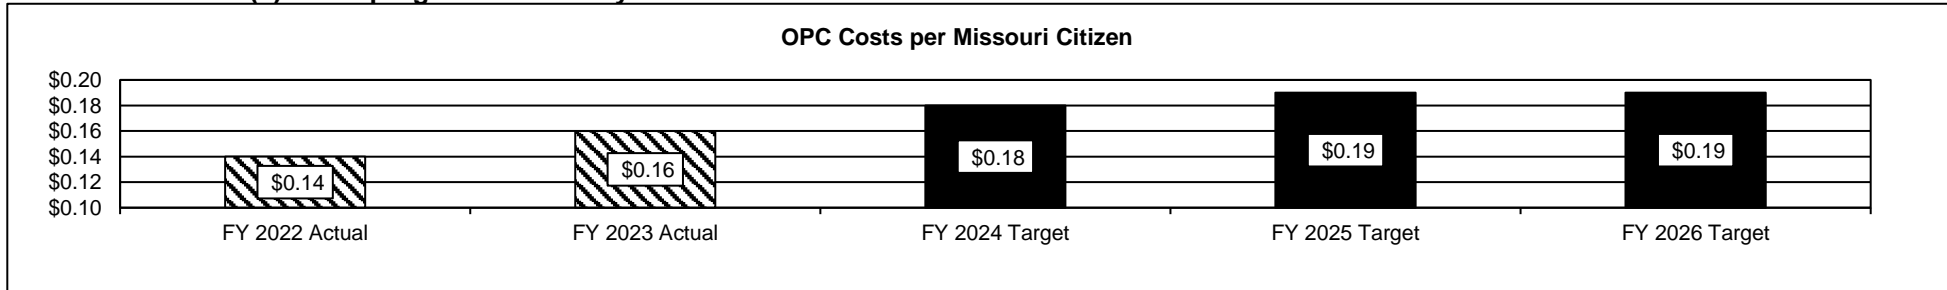 OPC Costs per Missouri Citizen
$0.20
$0.18
$0.16
$0.14
$0.12
$0.10
$0.14
$0.16
$0.18
$0.19
$0.19
FY 2022 Actual
FY 2023 Actual
FY 2024 Target
FY 2025 Target
FY 2026 Target